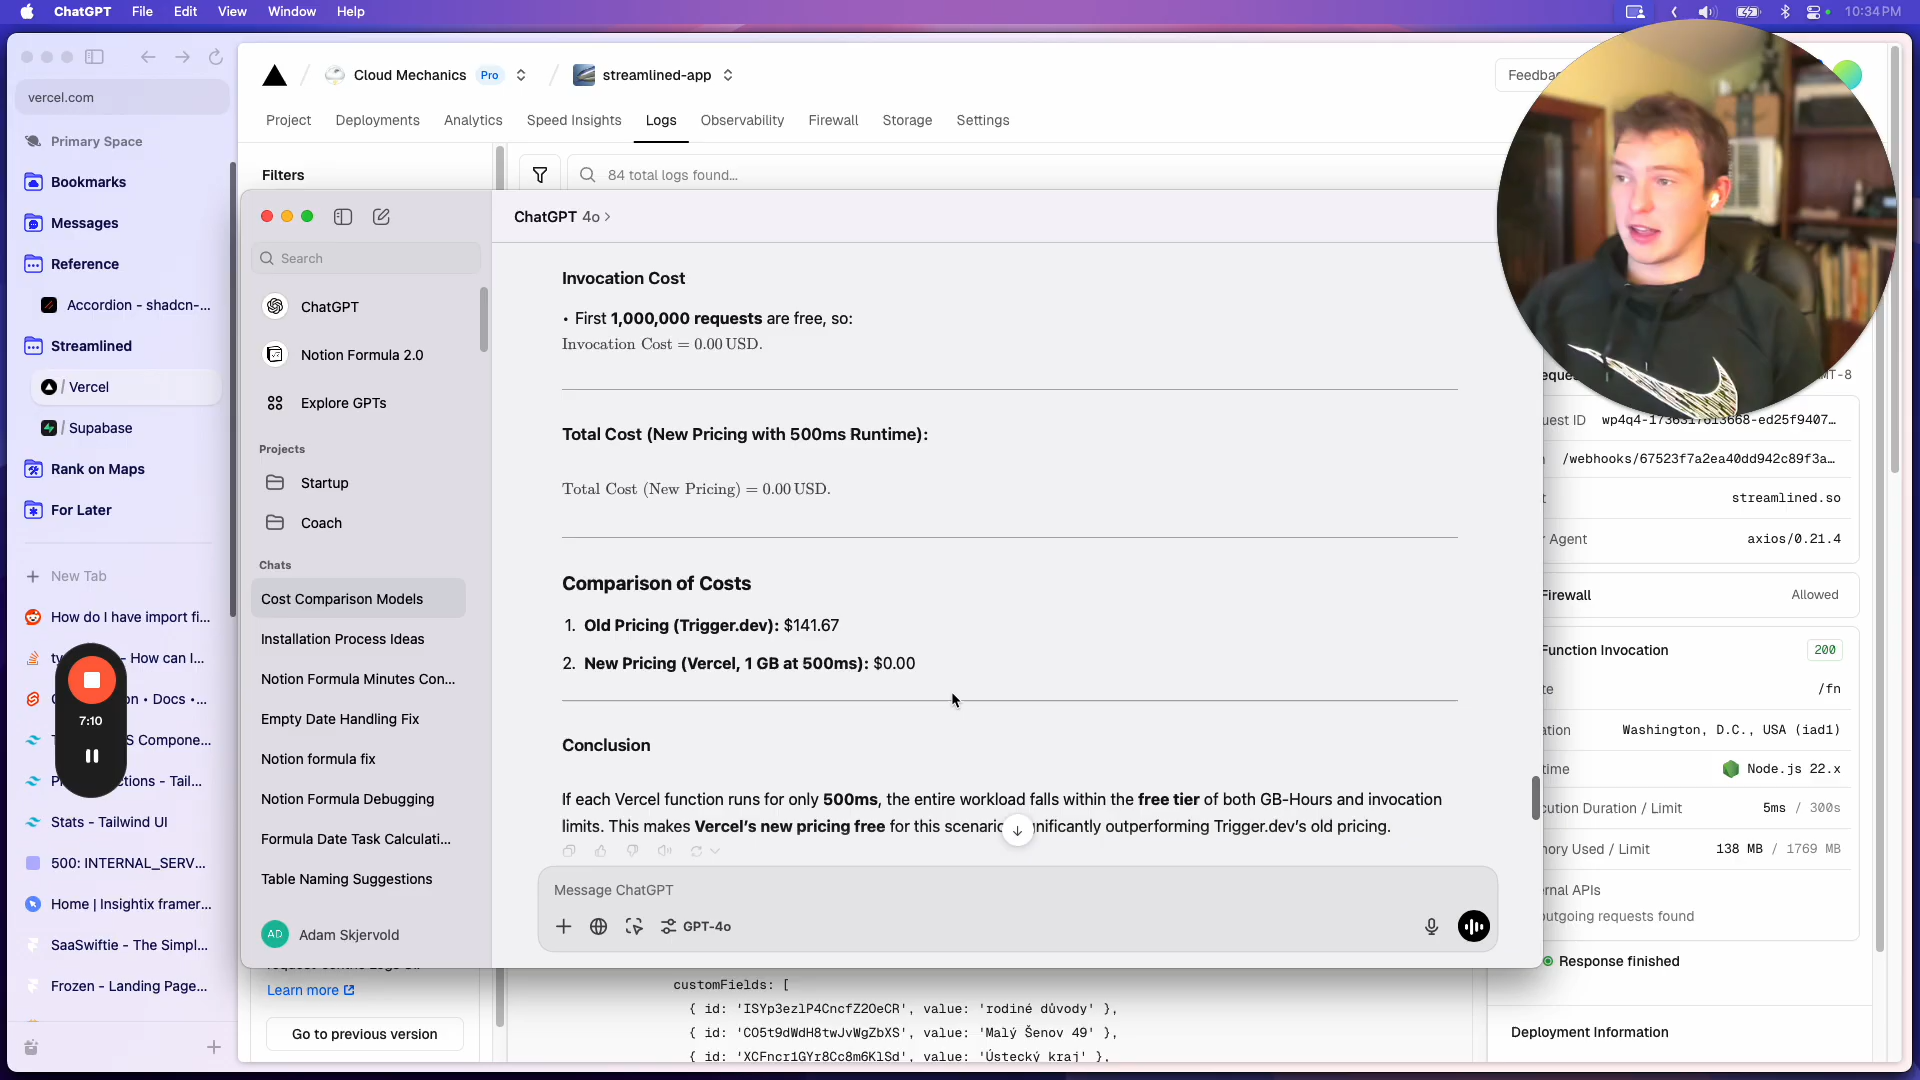 ChatGPT File Edit View Window Help
10:34 PM
vercel.com
Primary Space
Bookmarks
Messages
Reference
Accordion - shadcn-...
Streamlined
/ Vercel
/ Supabase
Rank on Maps
For Later
New Tab
How do I have import fi...
- How can I...
• Docs •...
S Compone...
ctions - Tail...
Stats - Tailwind UI
500: INTERNAL_SERV...
Home | Insightix framer...
SaaSwiftie - The Simpl...
Frozen - Landing Page...
7:10
Cloud Mechanics Pro
streamlined-app
Project Deployments Analytics Speed Insights Logs Observability Firewall Storage Settings
Filters
84 total logs found...
Search
ChatGPT
Notion Formula 2.0
Explore GPTs
Projects
Startup
Coach
Chats
Cost Comparison Models
Installation Process Ideas
Notion Formula Minutes Con...
Empty Date Handling Fix
Notion formula fix
Notion Formula Debugging
Formula Date Task Calculati...
Table Naming Suggestions
AD Adam Skjervold
ChatGPT 4o >
Invocation Cost
• First 1,000,000 requests are free, so:
Invocation Cost = 0.00 USD.
Total Cost (New Pricing with 500ms Runtime):
Total Cost (New Pricing) = 0.00 USD.
Comparison of Costs
1. Old Pricing (Trigger.dev): $141.67
2. New Pricing (Vercel, 1 GB at 500ms): $0.00
Conclusion
If each Vercel function runs for only 500ms, the entire workload falls within the free tier of both GB-Hours and invocation
limits. This makes Vercel’s new pricing free for this scenario gnificantly outperforming Trigger.dev’s old pricing.
Message ChatGPT
GPT-4o
Learn more
Go to previous version
customFields: [
{ id: 'ISYp3ezlP4CncfZ2OeCR', value: 'rodiné důvody' },
{ id: 'CO5t9dWdH8twJvWgZbXS', value: 'Malý Šenov 49' },
{ id: 'XCFncr1GYr8Cc8m6KlSd', value: 'Ústecký kraj' },
Feedba
MT-8
uest ID
/webhooks/67523f7a2ea40dd942c89f3a...
streamlined.so
r Agent axios/0.21.4
Firewall Allowed
Function Invocation 200
te /fn
ation Washington, D.C., USA (iad1)
time Node.js 22.x
cution Duration / Limit 5ms / 300s
ory Used / Limit 138 MB / 1769 MB
rnal APIs
outgoing requests found
Response finished
Deployment Information